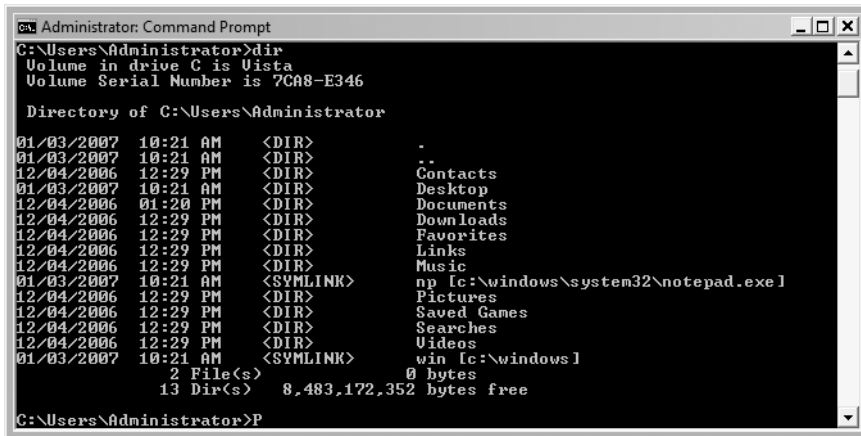 Administrator: Command Prompt
C:\Users\Administrator>dir
 Volume in drive C is Vista
 Volume Serial Number is 7CA8-E346

 Directory of C:\Users\Administrator

01/03/2007  10:21 AM    <DIR>          .
01/03/2007  10:21 AM    <DIR>          ..
12/04/2006  12:29 PM    <DIR>          Contacts
01/03/2007  10:21 AM    <DIR>          Desktop
12/04/2006  01:20 PM    <DIR>          Documents
12/04/2006  12:29 PM    <DIR>          Downloads
12/04/2006  12:29 PM    <DIR>          Favorites
12/04/2006  12:29 PM    <DIR>          Links
12/04/2006  12:29 PM    <DIR>          Music
01/03/2007  10:21 AM    <SYMLINK>      np [c:\windows\system32\notepad.exe]
12/04/2006  12:29 PM    <DIR>          Pictures
12/04/2006  12:29 PM    <DIR>          Saved Games
12/04/2006  12:29 PM    <DIR>          Searches
12/04/2006  12:29 PM    <DIR>          Videos
01/03/2007  10:21 AM    <SYMLINK>      win [c:\windows]
               2 File(s)              0 bytes
              13 Dir(s)   8,483,172,352 bytes free

C:\Users\Administrator>P